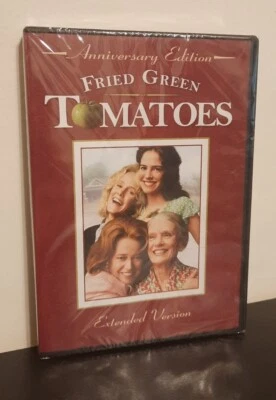 Anniversary Edition
FRIED GREEN
TOMATOES
Extended Version